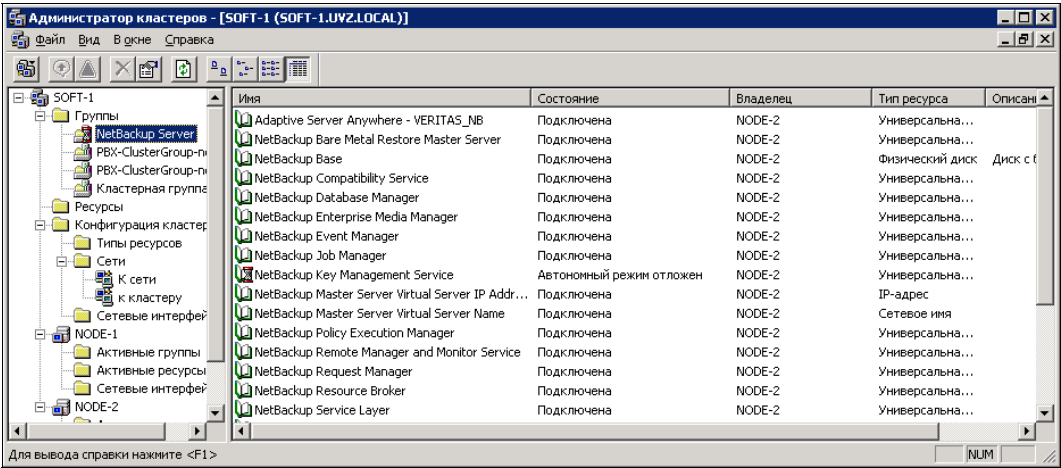 Администратор кластеров - [SOFT-1 (SOFT-1.UVZ.LOCAL)]
Файл Вид В окне Справка
SOFT-1
Группы
NetBackup Server
PBX-ClusterGroup-n
PBX-ClusterGroup-n
Кластерная группа
Ресурсы
Конфигурация кластер
Типы ресурсов
Сети
К сети
к кластеру
Сетевые интерфей
NODE-1
Активные группы
Активные ресурсы
Сетевые интерфей
NODE-2
Имя Состояние Владелец Тип ресурса Описани
Adaptive Server Anywhere - VERITAS_NB Подключена NODE-2 Универсальна...
NetBackup Bare Metal Restore Master Server Подключена NODE-2 Универсальна...
NetBackup Base Подключена NODE-2 Физический диск Диск с б
NetBackup Compatibility Service Подключена NODE-2 Универсальна...
NetBackup Database Manager Подключена NODE-2 Универсальна...
NetBackup Enterprise Media Manager Подключена NODE-2 Универсальна...
NetBackup Event Manager Подключена NODE-2 Универсальна...
NetBackup Job Manager Подключена NODE-2 Универсальна...
NetBackup Key Management Service Автономный режим отложен NODE-2 Универсальна...
NetBackup Master Server Virtual Server IP Addr... Подключена NODE-2 IP-адрес
NetBackup Master Server Virtual Server Name Подключена NODE-2 Сетевое имя
NetBackup Policy Execution Manager Подключена NODE-2 Универсальна...
NetBackup Remote Manager and Monitor Service Подключена NODE-2 Универсальна...
NetBackup Request Manager Подключена NODE-2 Универсальна...
NetBackup Resource Broker Подключена NODE-2 Универсальна...
NetBackup Service Layer Подключена NODE-2 Универсальна...
Для вывода справки нажмите <F1>
NUM